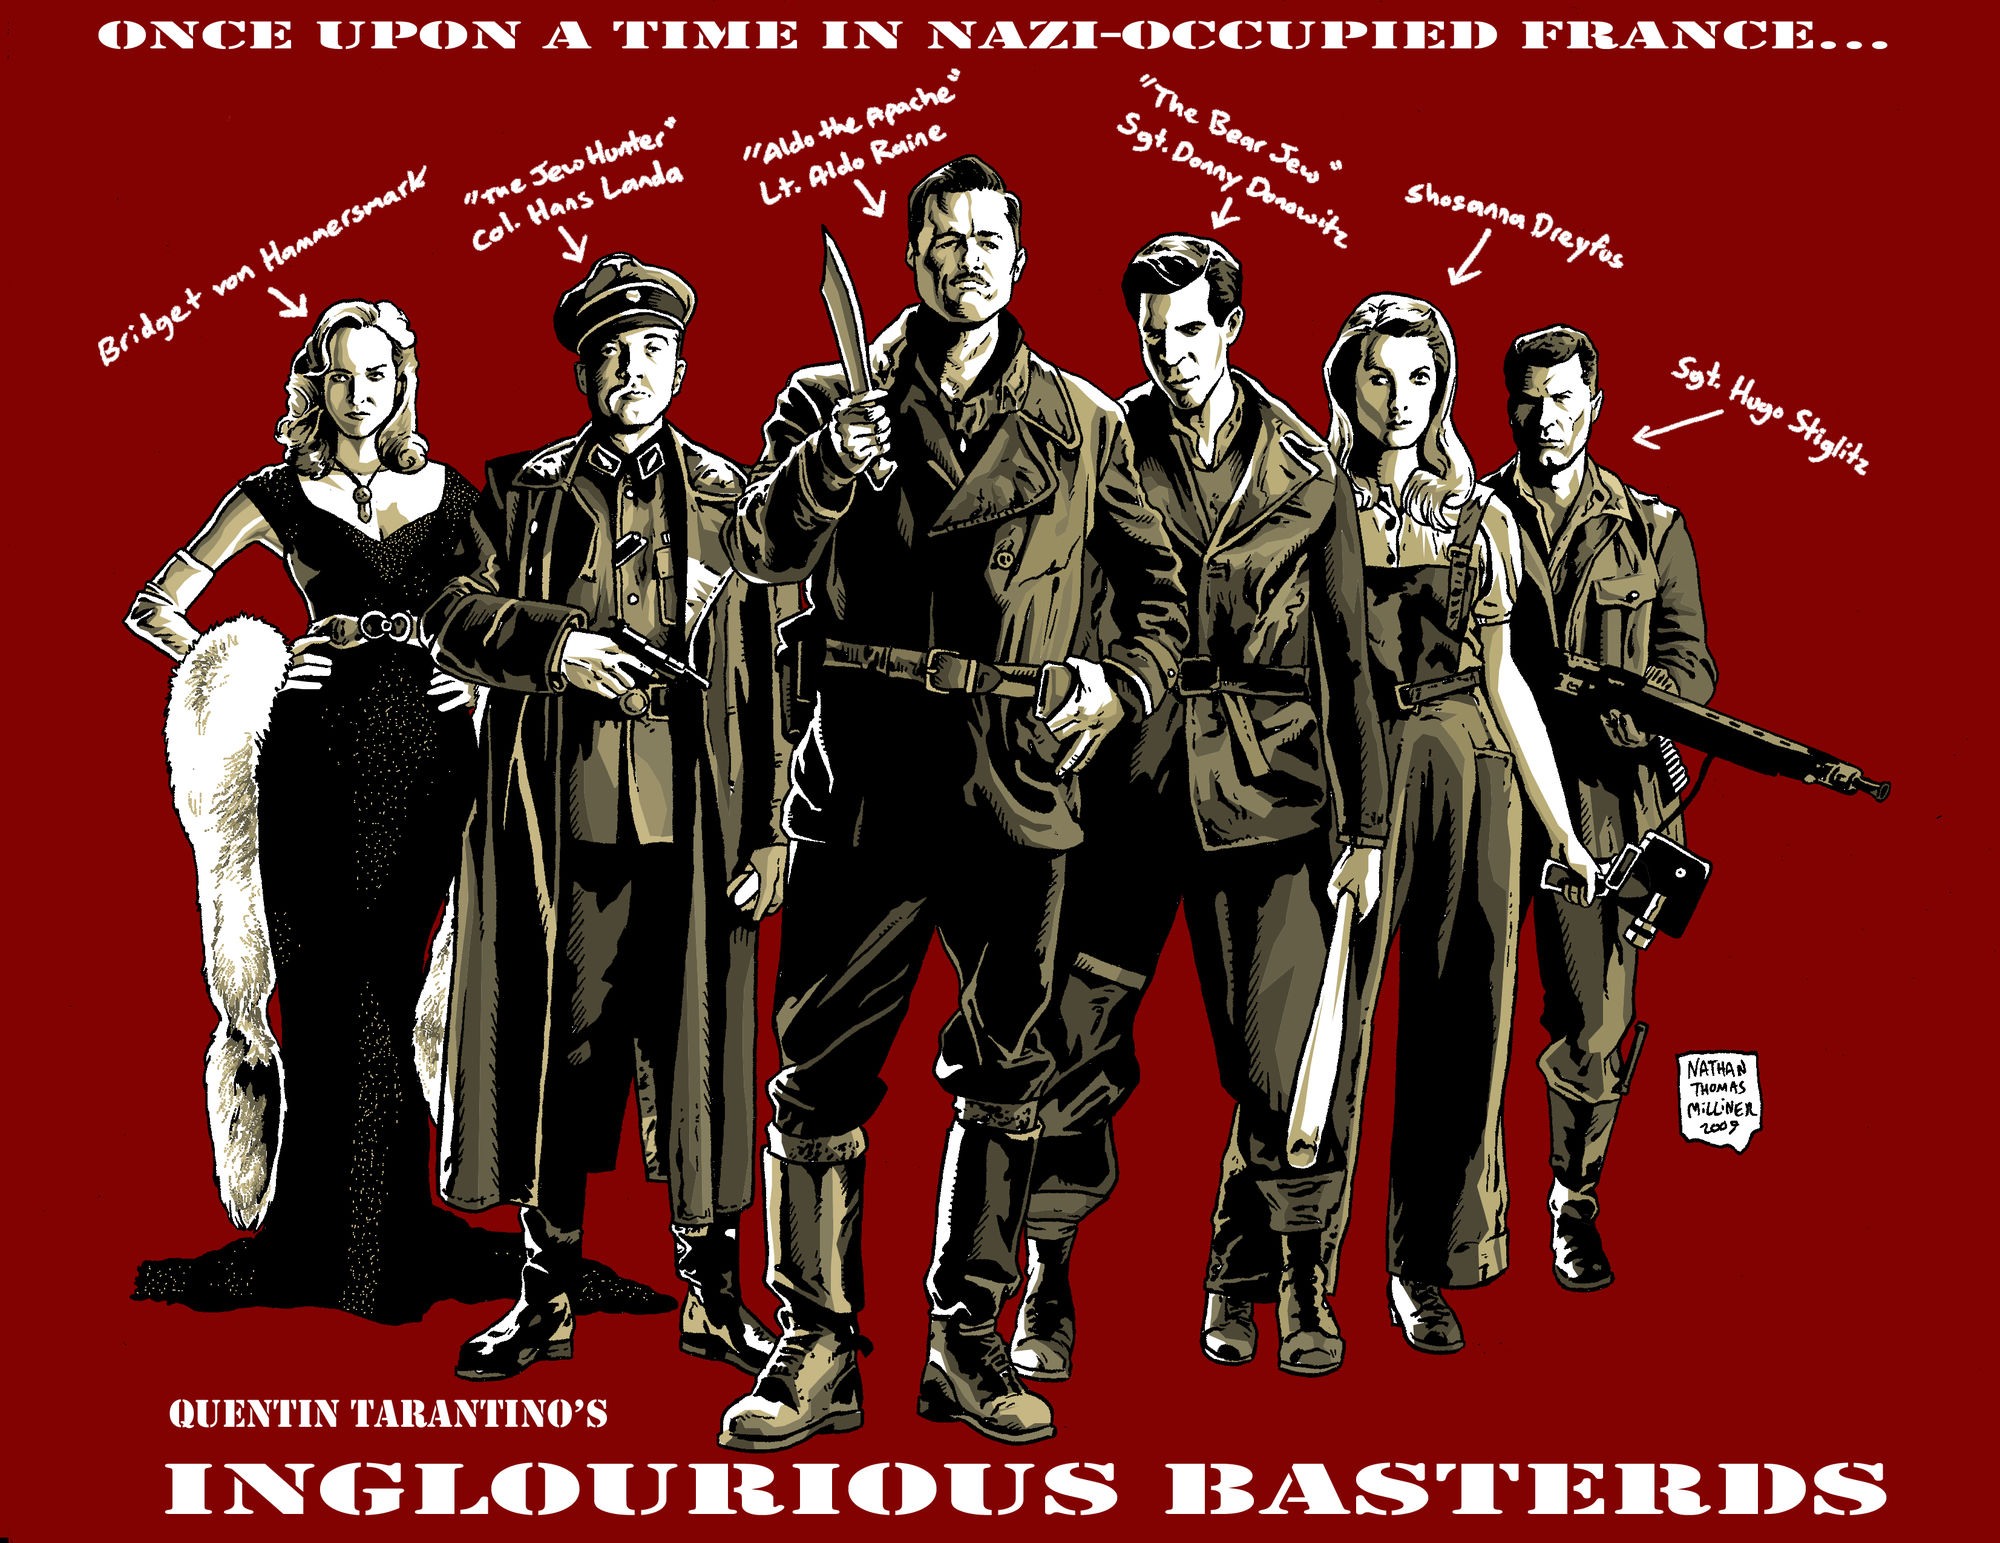 ONCE UPON A TIME IN NAZI-OCCUPIED FRANCE...
Bridget von Hammersmark
"The Jew Hunter"
Col. Hans Landa
"Aldo the Apache"
Lt. Aldo Raine
"The Bear Jew"
Sgt. Donny Donowitz
Shosanna Dreyfus
Sgt. Hugo Stiglitz
NATHAN
THOMAS
MILLINER
2009
QUENTIN TARANTINO'S
INGLOURIOUS BASTERDS